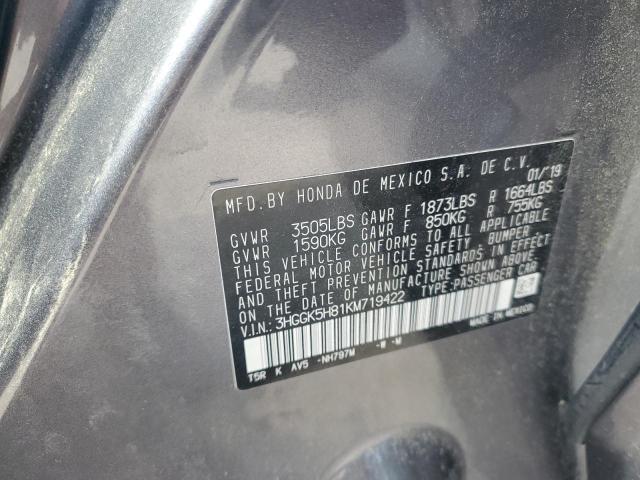 MFD.BY HONDA DE MEXICO S.A. DE C.V. 01/'19
GVWR 3505LBS GAWR F 1873LBS R 1664LBS
GVWR 1590KG GAWR F 850KG R 755KG
THIS VEHICLE CONFORMS TO ALL APPLICABLE
FEDERAL MOTOR VEHICLE SAFETY, BUMPER
AND THEFT PREVENTION STANDARDS IN EFFECT
ON THE DATE OF MANUFACTURE SHOWN ABOVE.
V.I.N.: 3HGGK5H81KM719422 TYPE:PASSENGER CAR
T5R K AV5 -NH797M -W -M MADE IN MEXICO